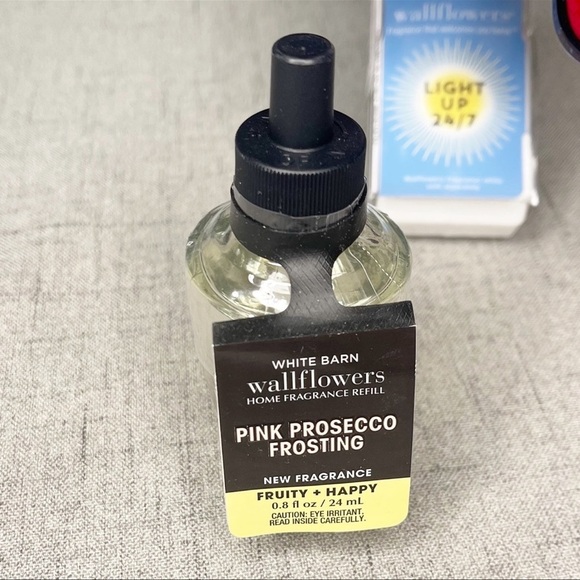 wallflowers
LIGHT
UP
24/7
WHITE BARN
wallflowers
HOME FRAGRANCE REFILL
PINK PROSECCO
FROSTING
NEW FRAGRANCE
FRUITY + HAPPY
0.8 fl oz / 24 mL
CAUTION: EYE IRRITANT.
READ INSIDE CAREFULLY.